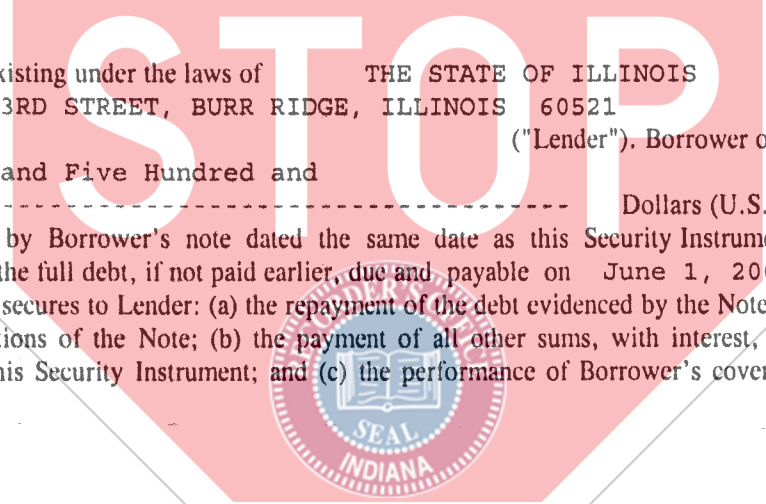 STOP
xisting under the laws of THE STATE OF ILLINOIS
3RD STREET, BURR RIDGE, ILLINOIS 60521
("Lender"). Borrower o
and Five Hundred and
---------------------------------------- Dollars (U.S.
by Borrower's note dated the same date as this Security Instrum
the full debt, if not paid earlier, due and payable on June 1, 20
secures to Lender: (a) the repayment of the debt evidenced by the Note
ions of the Note; (b) the payment of all other sums, with interest,
his Security Instrument; and (c) the performance of Borrower's cover
SEAL
INDIANA